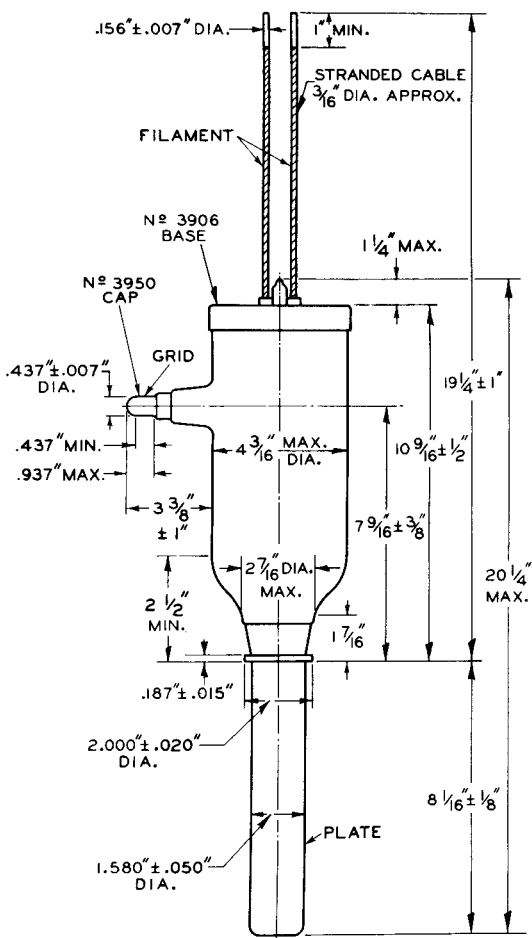 .156"±.007" DIA.
1" MIN.
STRANDED CABLE
3/16" DIA. APPROX.
FILAMENT
Nº 3906
BASE
1 1/4" MAX.
Nº 3950
CAP
GRID
.437"±.007"
DIA.
19 1/4"±1"
4 3/16" MAX.
DIA.
10 9/16"±1/2"
.437" MIN.
.937" MAX.
3 3/8"
±1"
7 9/16"±3/8"
2 7/16" DIA.
MAX.
20 1/4"
MAX.
2 1/2"
MIN.
1 7/16"
.187"±.015"
2.000"±.020"
DIA.
8 1/16"±1/8"
PLATE
1.580"±.050"
DIA.